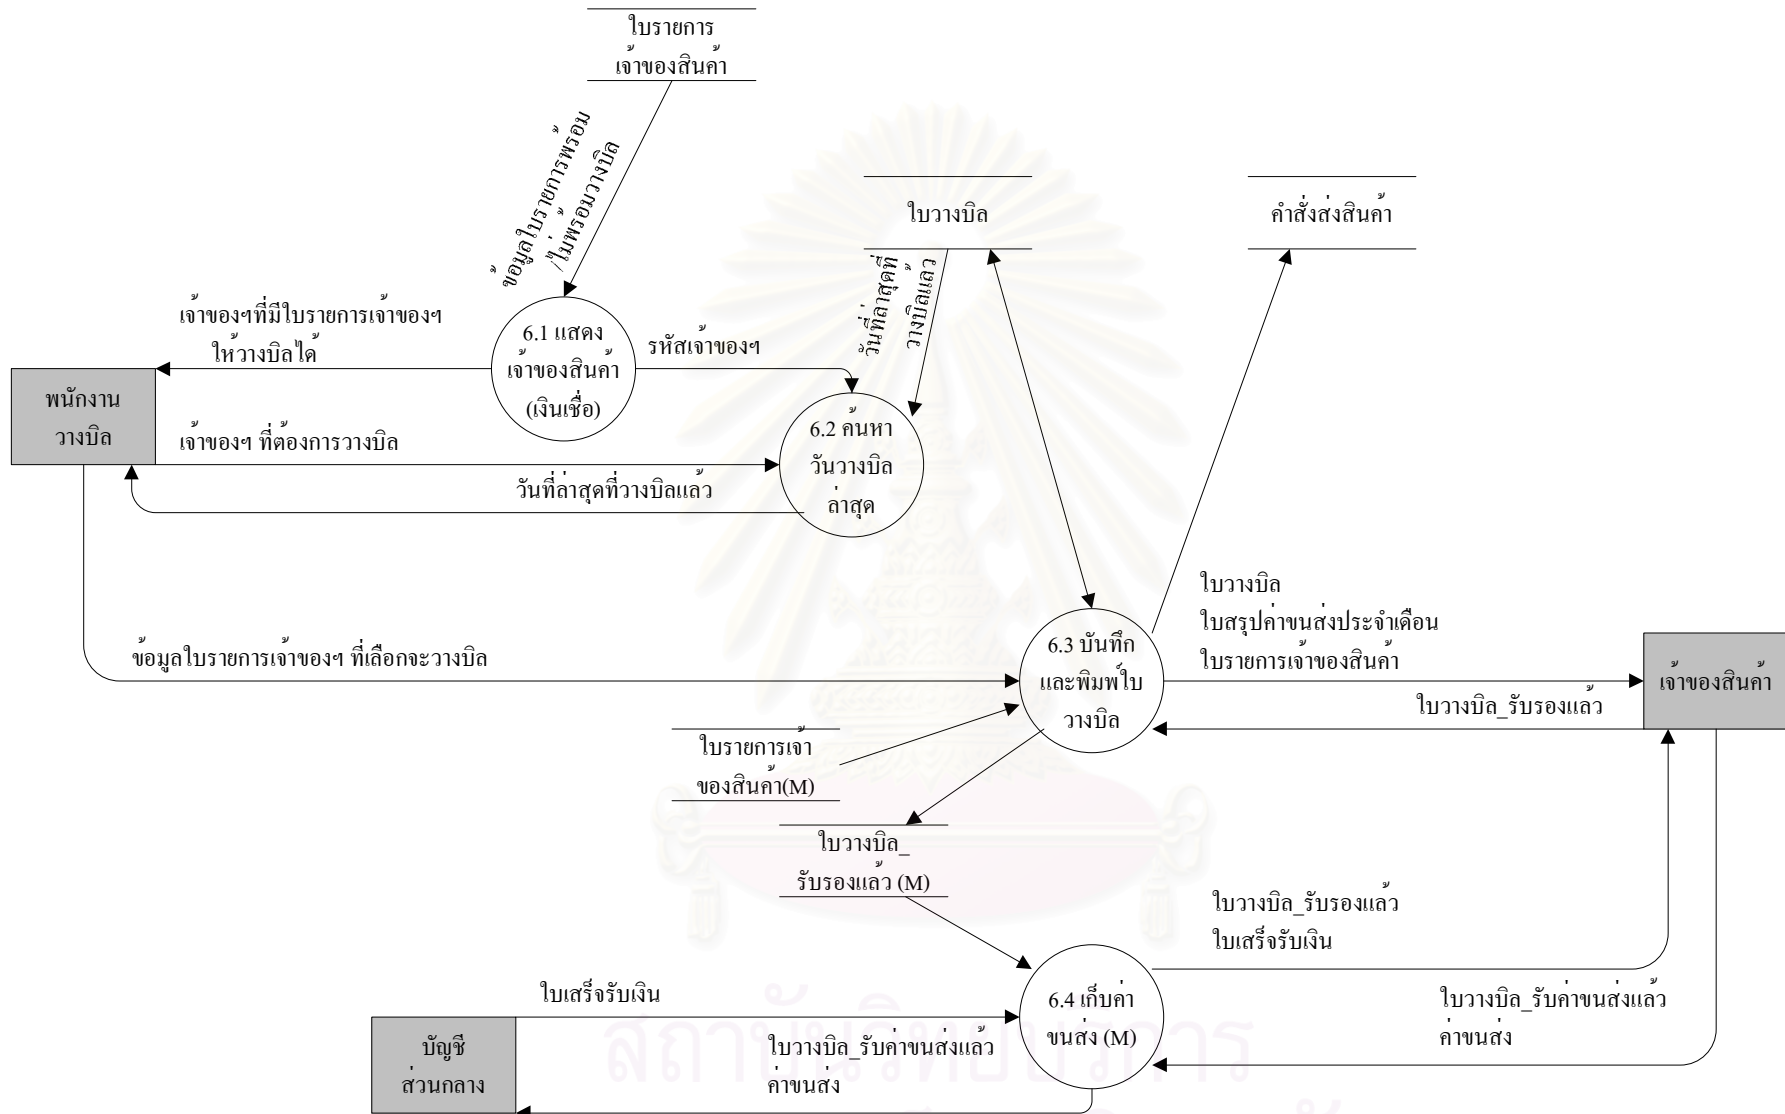 ใบรายการ
เจ้าของสินค้า
ข้อมูลใบรายการพร้อม
/ไม่พร้อมวางบิล
ใบวางบิล
คำสั่งส่งสินค้า
วันที่ล่าสุดที่
วางบิลแล้ว
เจ้าของฯที่มีใบรายการเจ้าของฯ
ให้วางบิลได้
6.1 แสดง
เจ้าของสินค้า
(เงินเชื่อ)
รหัสเจ้าของฯ
พนักงาน
วางบิล
เจ้าของฯ ที่ต้องการวางบิล
6.2 ค้นหา
วันวางบิล
ล่าสุด
วันที่ล่าสุดที่วางบิลแล้ว
ใบวางบิล
ใบสรุปค่าขนส่งประจำเดือน
ใบรายการเจ้าของสินค้า
ข้อมูลใบรายการเจ้าของฯ ที่เลือกจะวางบิล
6.3 บันทึก
และพิมพ์ใบ
วางบิล
เจ้าของสินค้า
ใบวางบิล_รับรองแล้ว
ใบรายการเจ้า
ของสินค้า(M)
ใบวางบิล_
รับรองแล้ว (M)
ใบวางบิล_รับรองแล้ว
ใบเสร็จรับเงิน
ใบเสร็จรับเงิน
6.4 เก็บค่า
ขนส่ง (M)
ใบวางบิล_รับค่าขนส่งแล้ว
ค่าขนส่ง
บัญชี
ส่วนกลาง
ใบวางบิล_รับค่าขนส่งแล้ว
ค่าขนส่ง
สถาบันวิทยบริการ